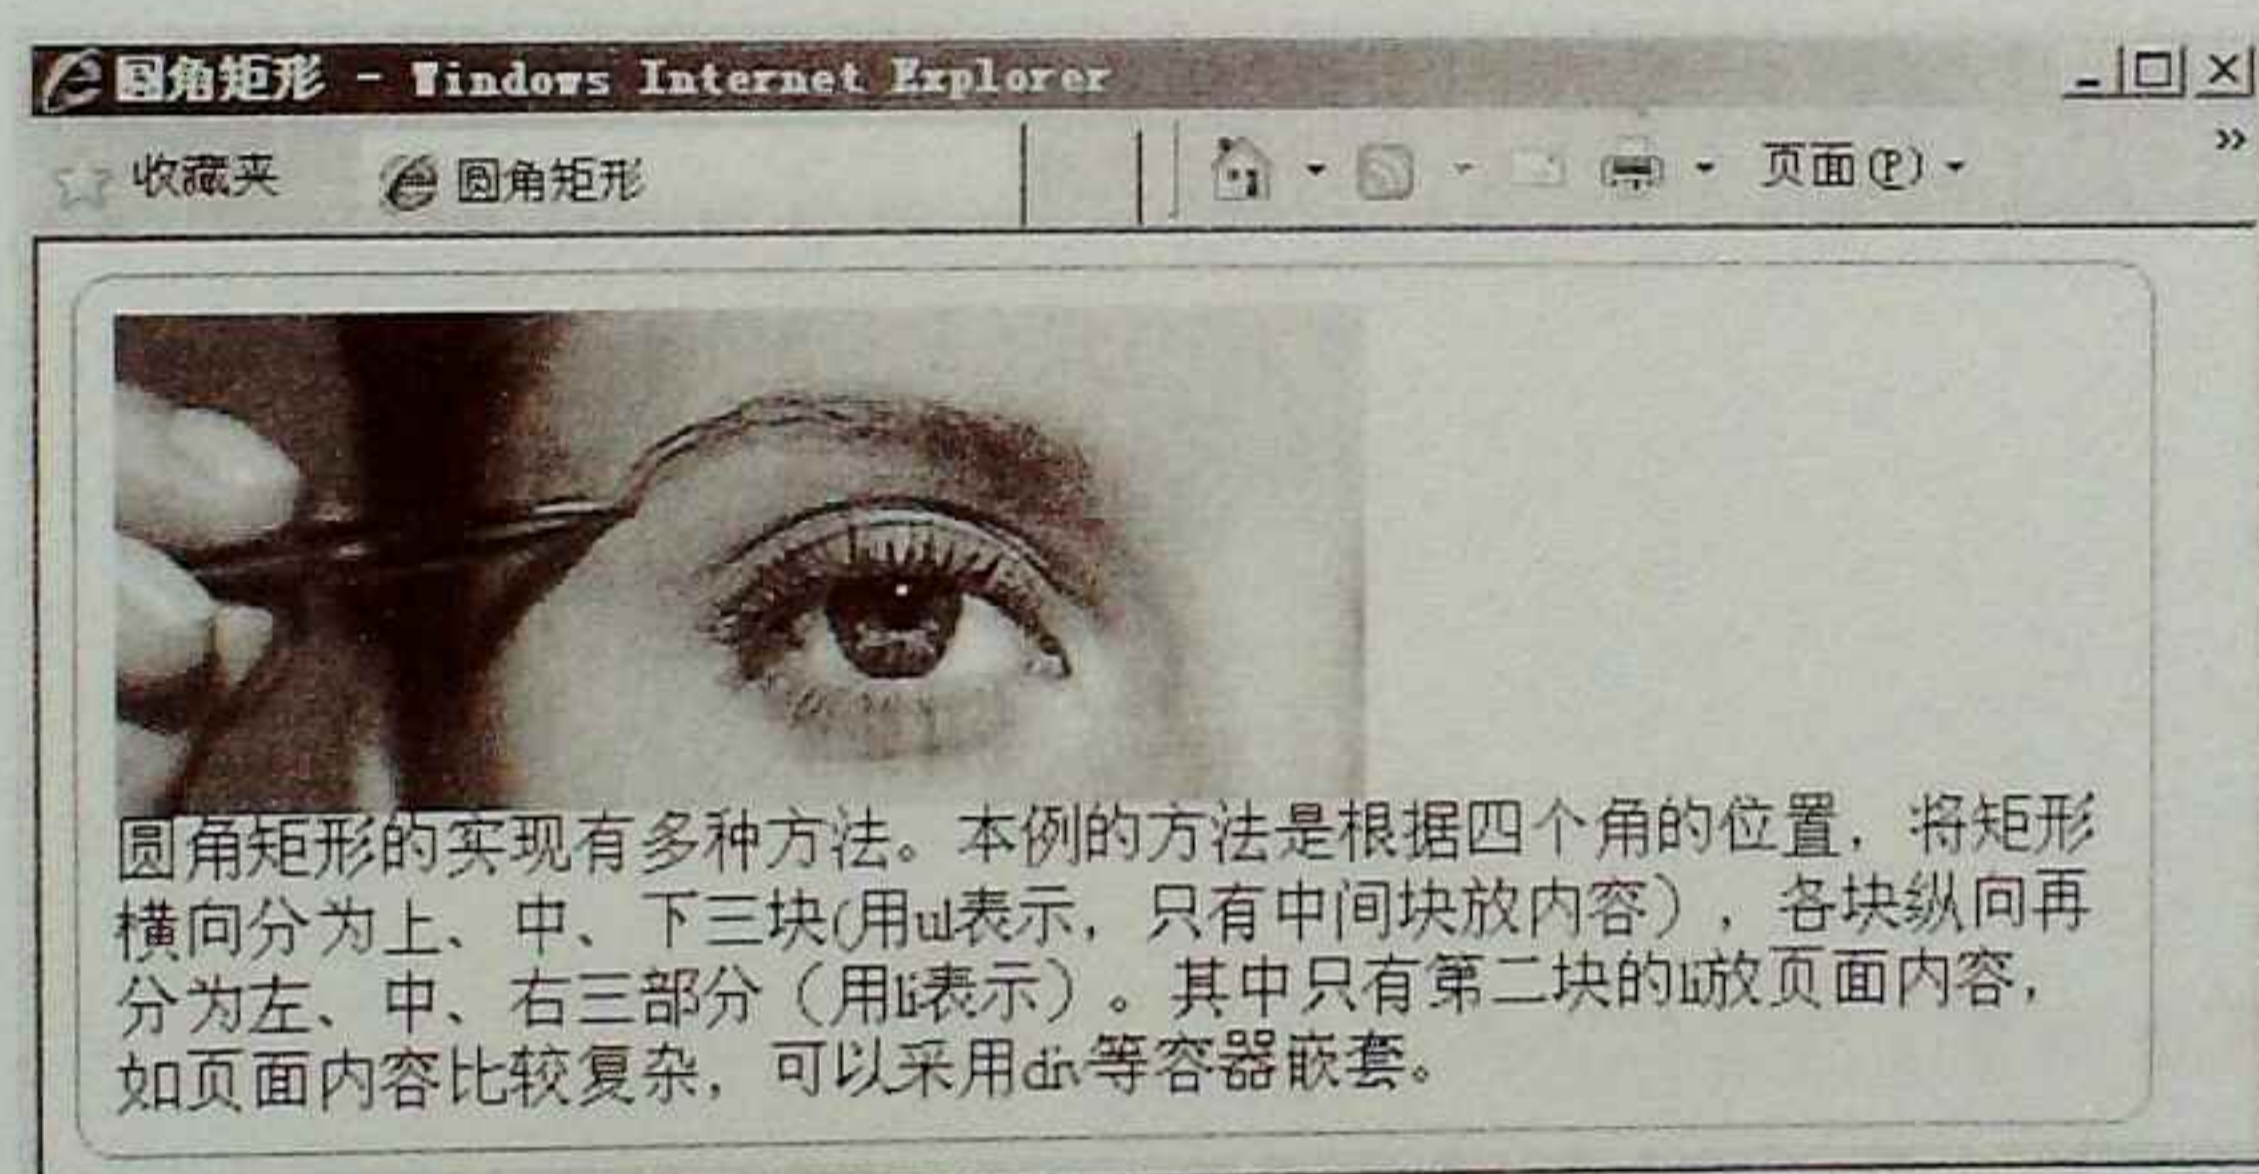 圆角矩形 - Windows Internet Explorer
收藏夹 圆角矩形 页面(P) »
圆角矩形的实现有多种方法。本例的方法是根据四个角的位置，将矩形
横向分为上、中、下三块(用ul表示，只有中间块放内容），各块纵向再
分为左、中、右三部分（用li表示）。其中只有第二块的li放页面内容，
如页面内容比较复杂，可以采用div等容器嵌套。